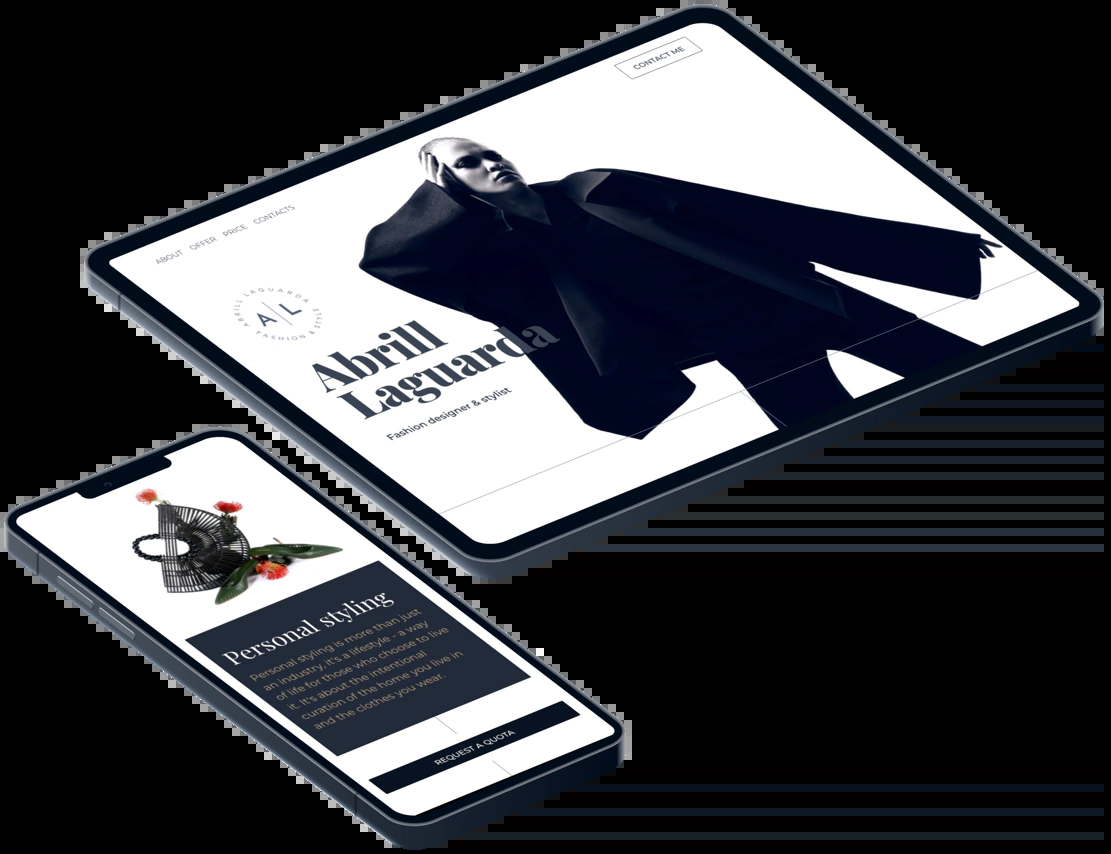 CONTACT ME
ABOUT OFFER PRICE CONTACTS
ABRILL LAGUARDA
A L
FASHION & STYLE
Abrill
Laguarda
Fashion designer & stylist
Personal styling
Personal styling is more than just
an industry, it's a lifestyle - a way
of life for those who choose to live
it. It's about the intentional
curation of the home you live in
and the clothes you wear.
REQUEST A QUOTA